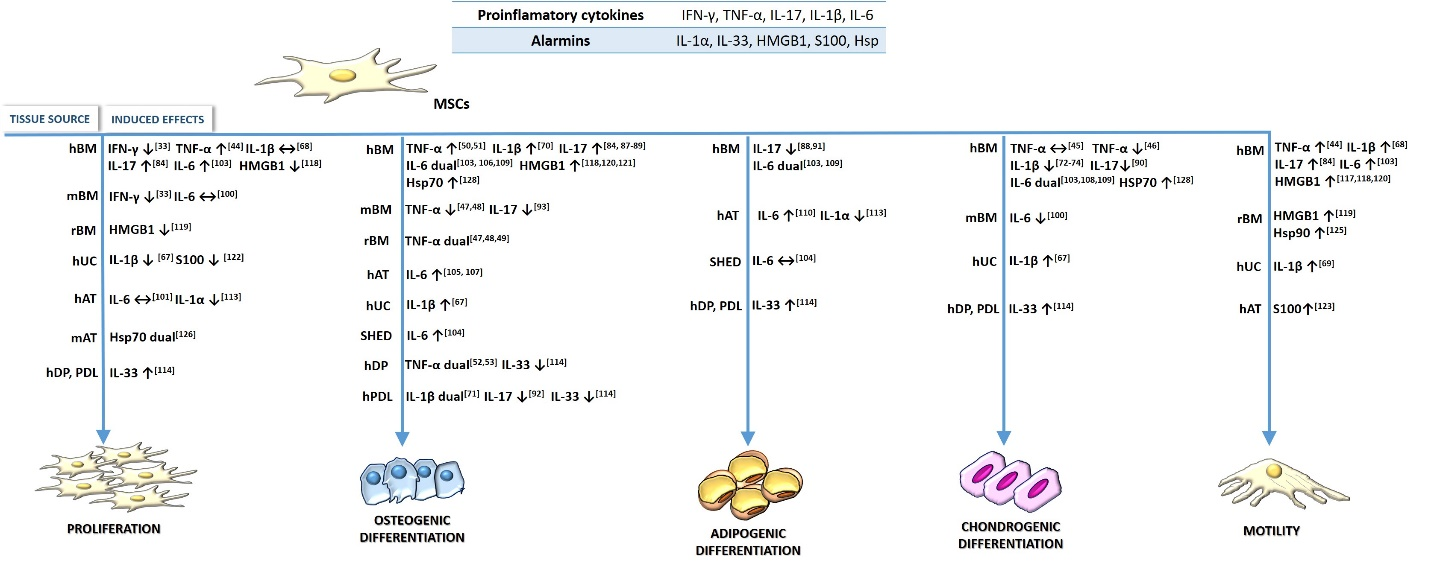 Proinflamatory cytokines IFN-γ, TNF-α, IL-17, IL-1β, IL-6
Alarmins IL-1α, IL-33, HMGB1, S100, Hsp
MSCs
TISSUE SOURCE INDUCED EFFECTS
hBM IFN-γ ↓[33] TNF-α ↑[44] IL-1β ↔[68]
IL-17 ↑[84] IL-6 ↑[103] HMGB1 ↓[118]
mBM IFN-γ ↓[33] IL-6 ↔[100]
rBM HMGB1 ↓[119]
hUC IL-1β ↓ [67] S100 ↓ [122]
hAT IL-6 ↔[101] IL-1α ↓[113]
mAT Hsp70 dual[126]
hDP, PDL IL-33 ↑[114]
PROLIFERATION
hBM TNF-α ↑[50,51] IL-1β ↑[70] IL-17 ↑[84, 87-89]
IL-6 dual[103, 106,109] HMGB1 ↑[118,120,121]
Hsp70 ↑[128]
mBM TNF-α ↓[47,48] IL-17 ↓[93]
rBM TNF-α dual[47,48,49]
hAT IL-6 ↑[105, 107]
hUC IL-1β ↑[67]
SHED IL-6 ↑[104]
hDP TNF-α dual[52,53] IL-33 ↓[114]
hPDL IL-1β dual[71] IL-17 ↓[92] IL-33 ↓[114]
OSTEOGENIC
DIFFERENTIATION
hBM IL-17 ↓[88,91]
IL-6 dual[103, 109]
hAT IL-6 ↑[110] IL-1α ↓[113]
SHED IL-6 ↔[104]
hDP, PDL IL-33 ↑[114]
ADIPOGENIC
DIFFERENTIATION
hBM TNF-α ↔[45] TNF-α ↓[46]
IL-1β ↓[72-74] IL-17↓[90]
IL-6 dual[103,108,109] HSP70 ↑[128]
mBM IL-6 ↓[100]
hUC IL-1β ↑[67]
hDP, PDL IL-33 ↑[114]
CHONDROGENIC
DIFFERENTIATION
hBM TNF-α ↑[44] IL-1β ↑[68]
IL-17 ↑[84] IL-6 ↑[103]
HMGB1 ↑[117,118,120]
rBM HMGB1 ↑[119]
Hsp90 ↑[125]
hUC IL-1β ↑[69]
hAT S100↑[123]
MOTILITY